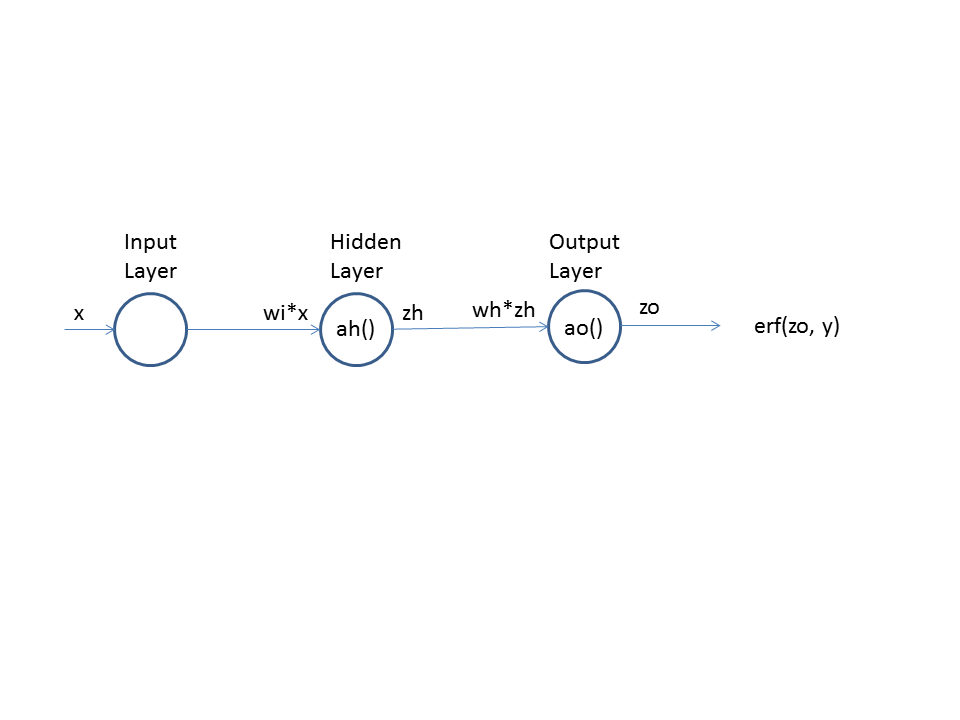 Input
Layer
Hidden
Layer
Output
Layer
x
wi*x
ah()
zh
wh*zh
ao()
zo
erf(zo, y)